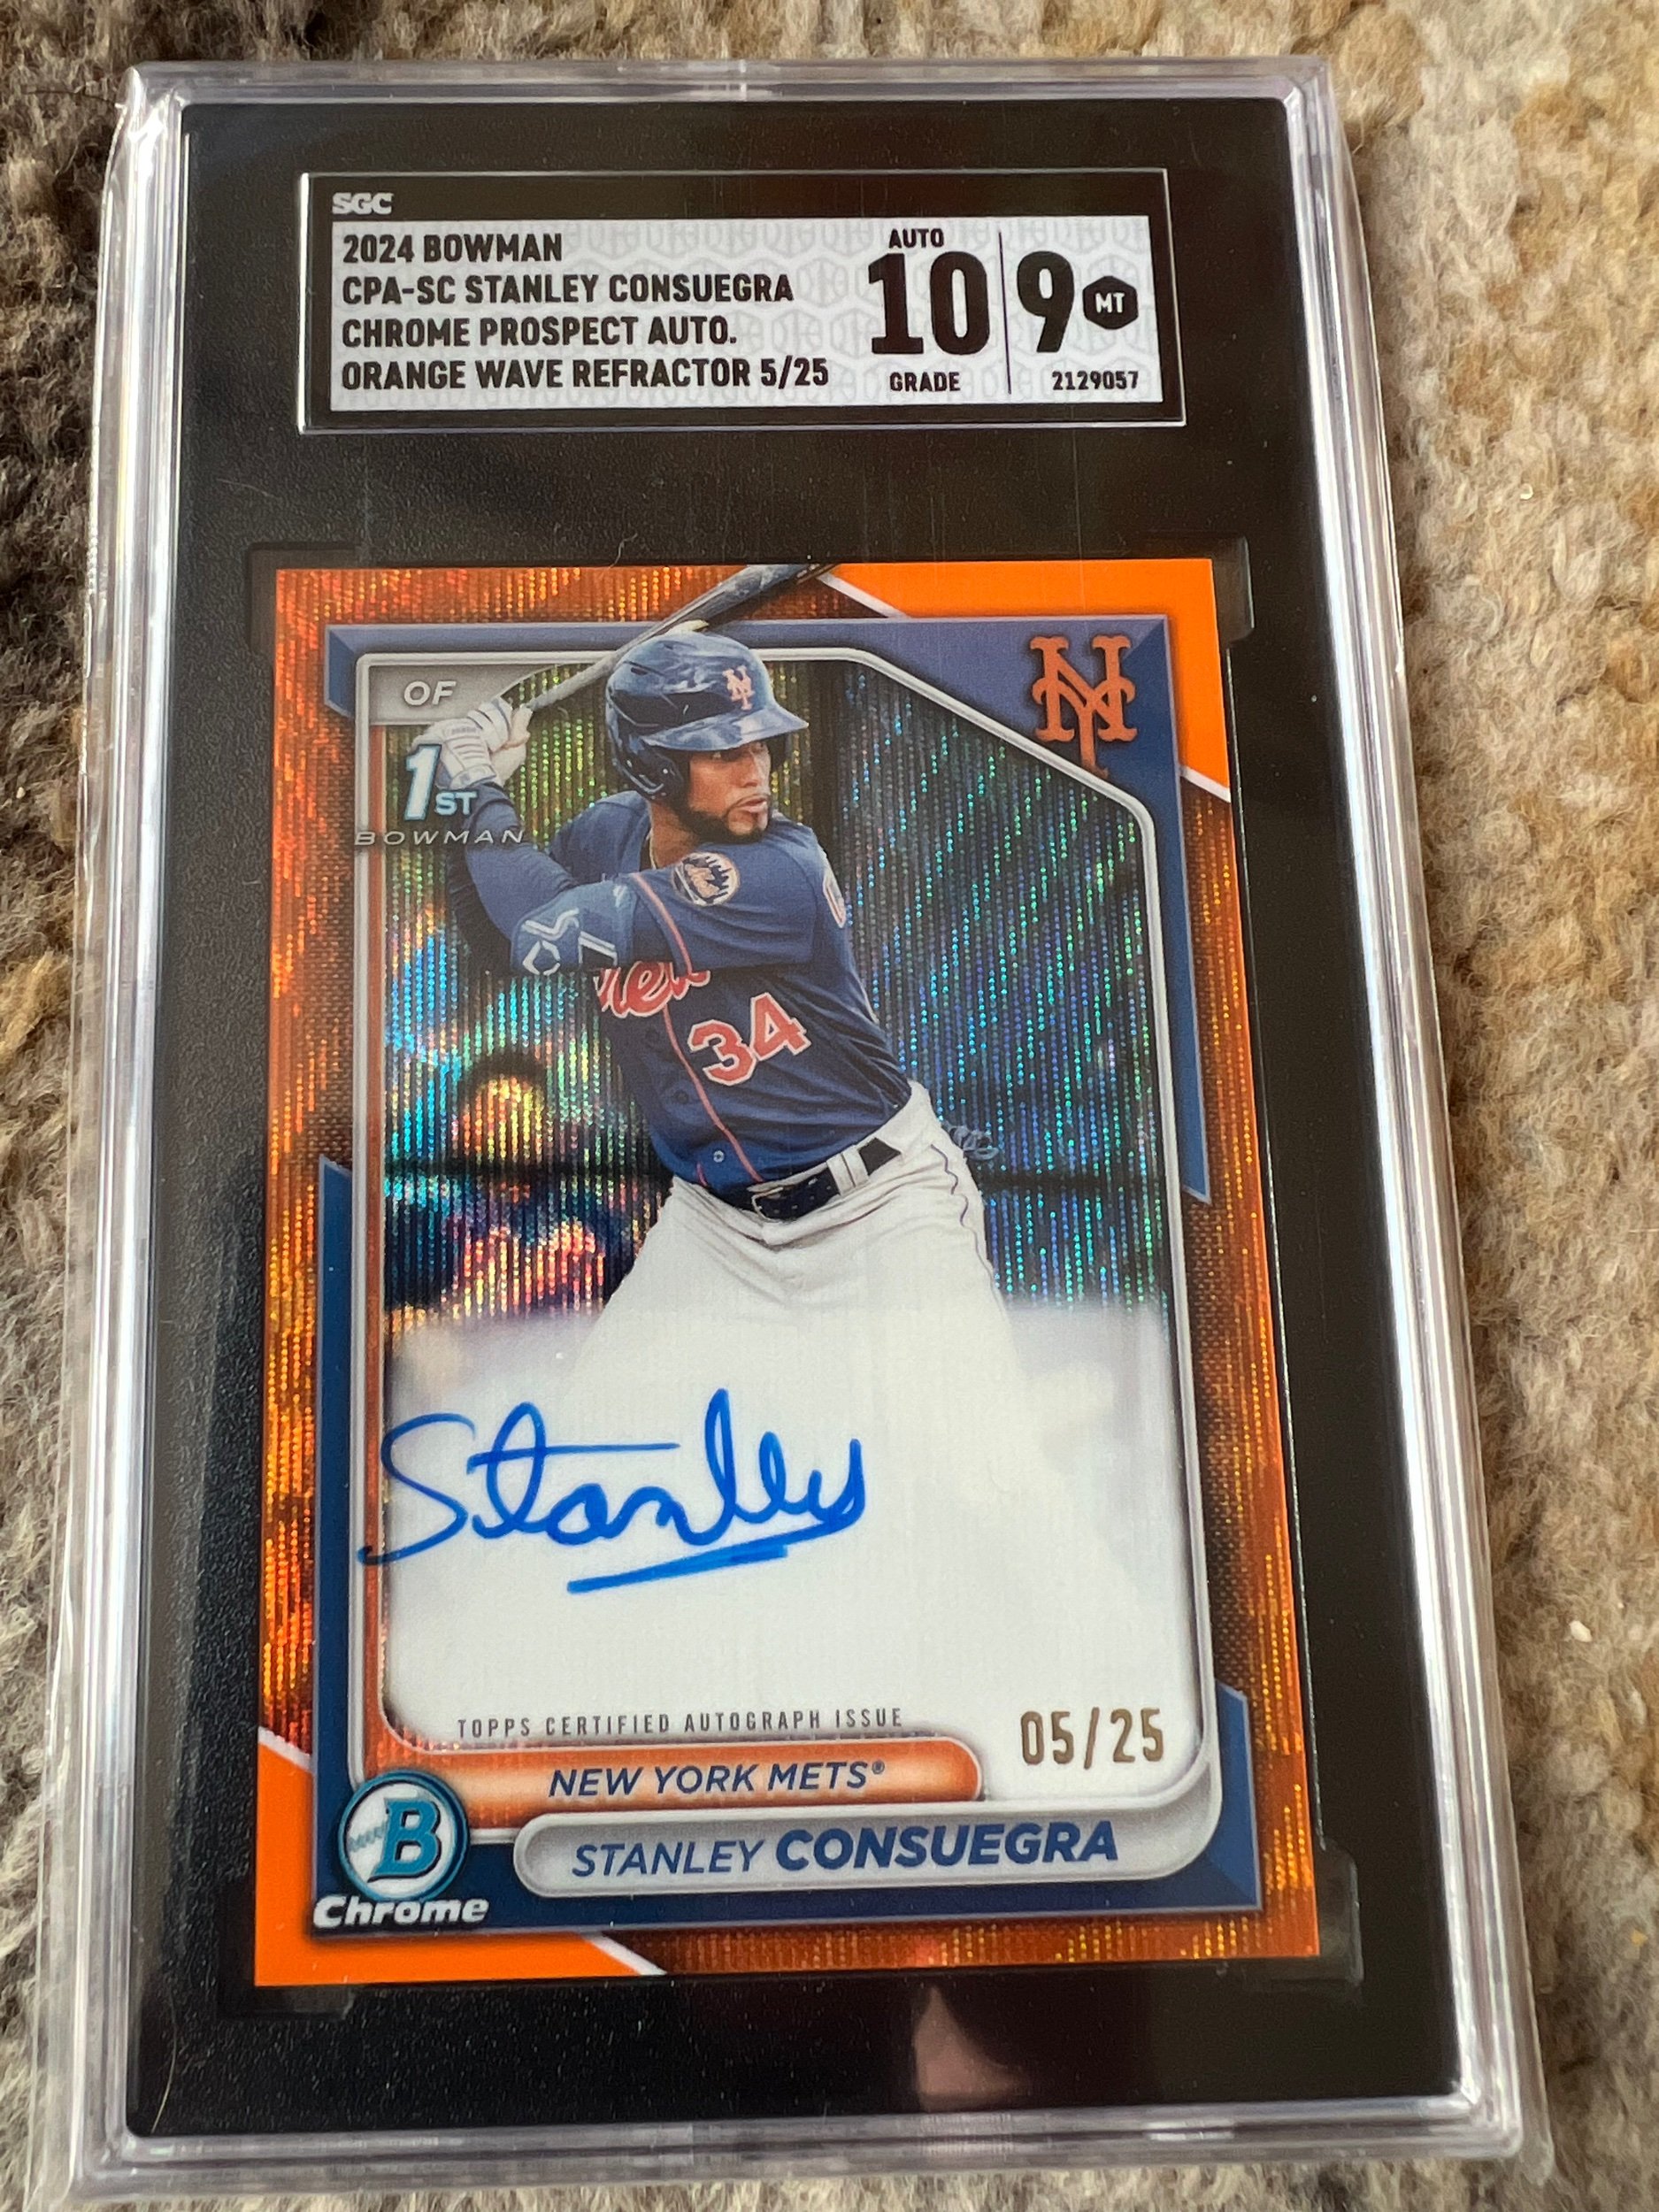 SGC
2024 BOWMAN
CPA-SC STANLEY CONSUEGRA
CHROME PROSPECT AUTO.
ORANGE WAVE REFRACTOR 5/25
AUTO
10
GRADE
9 MT
2129057
NY
OF
NY
1ST
BOWMAN
34
Stanley
TOPPS CERTIFIED AUTOGRAPH ISSUE
05/25
NEW YORK METS®
STANLEY CONSUEGRA
B
Chrome